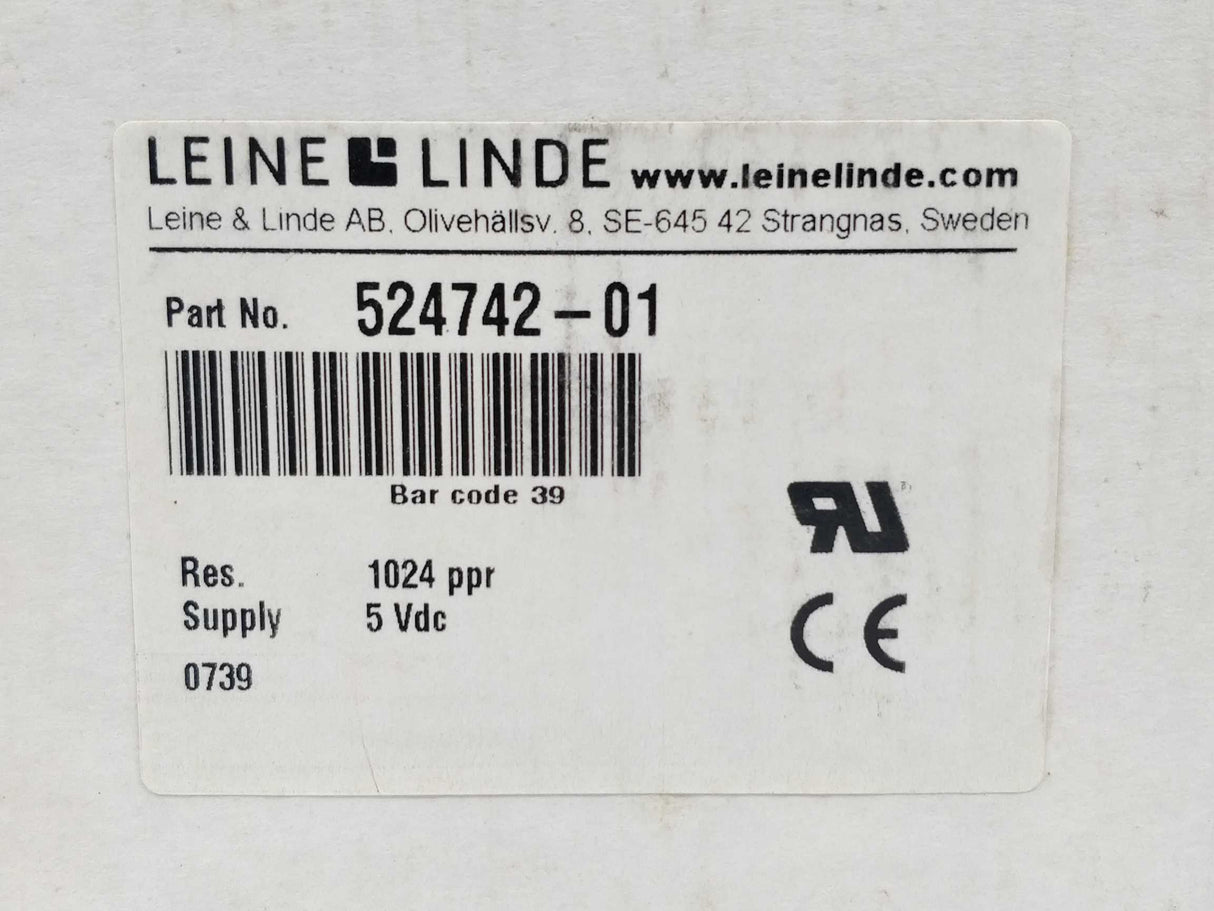 LEINE LINDE www.leinelinde.com
Leine & Linde AB, Olivehällsv. 8, SE-645 42 Strangnas, Sweden
Part No. 524742-01
Bar code 39
Res. 1024 ppr
Supply 5 Vdc
0739
RU
CE